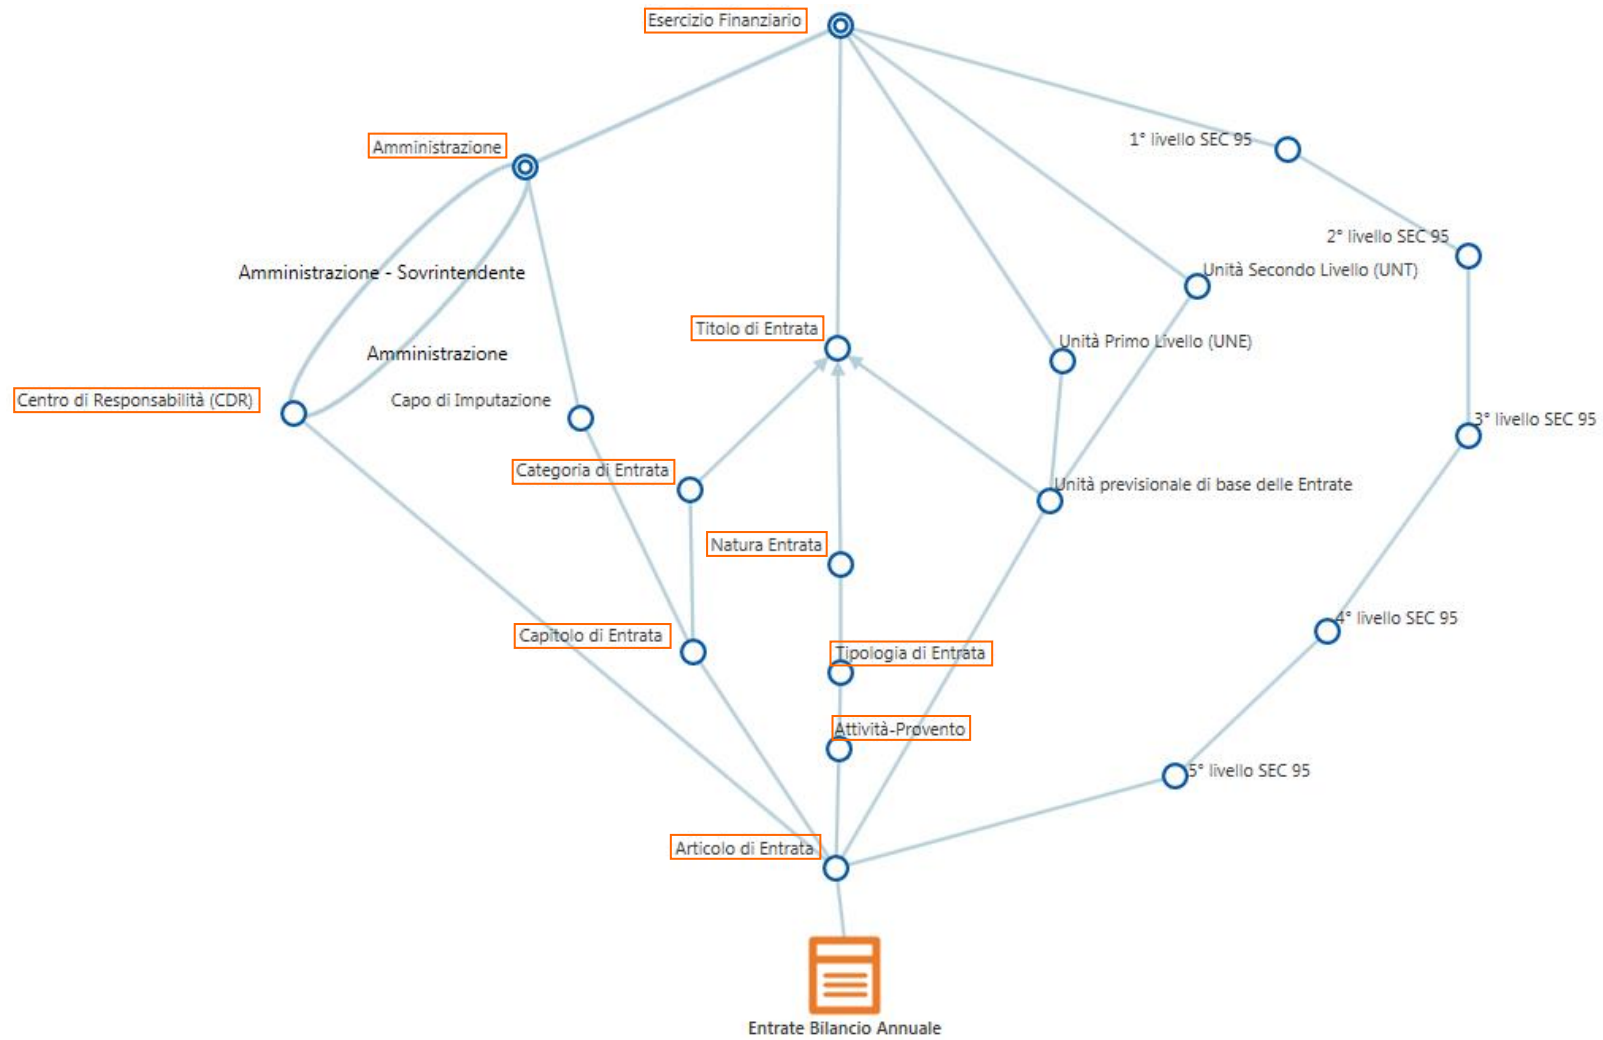 Esercizio Finanziario
1° livello SEC 95
Amministrazione
2° livello SEC 95
Amministrazione - Sovrintendente
Unità Secondo Livello (UNT)
Titolo di Entrata
Unità Primo Livello (UNE)
Amministrazione
Centro di Responsabilità (CDR)
Capo di Imputazione
3° livello SEC 95
Categoria di Entrata
Unità previsionale di base delle Entrate
Natura Entrata
4° livello SEC 95
Capitolo di Entrata
Tipologia di Entrata
Attività-Provento
5° livello SEC 95
Articolo di Entrata
Entrate Bilancio Annuale